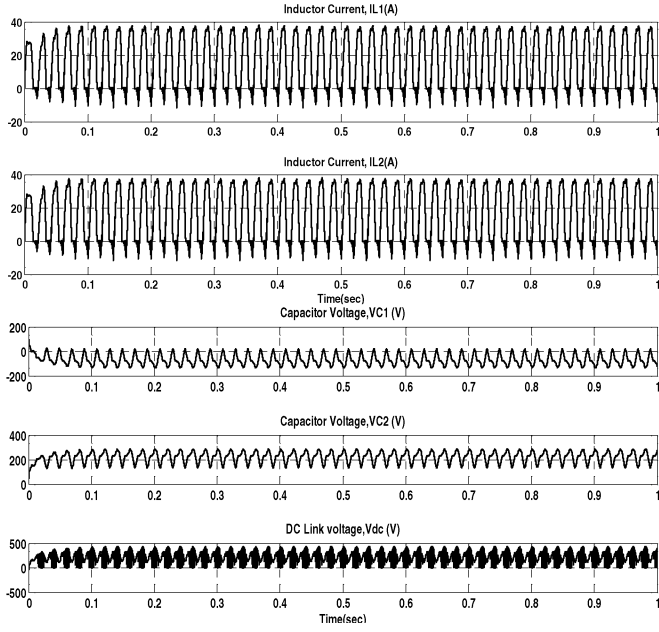 Inductor Current, IL1(A)
40
20
0
-20
0 0.1 0.2 0.3 0.4 0.5 0.6 0.7 0.8 0.9 1
Inductor Current, IL2(A)
40
20
0
-20
0 0.1 0.2 0.3 0.4 0.5 0.6 0.7 0.8 0.9 1
Time(sec)
Capacitor Voltage,VC1 (V)
200
0
-200
0 0.1 0.2 0.3 0.4 0.5 0.6 0.7 0.8 0.9 1
Capacitor Voltage,VC2 (V)
400
200
0
0 0.1 0.2 0.3 0.4 0.5 0.6 0.7 0.8 0.9 1
DC Link voltage,Vdc (V)
500
0
-500
0 0.1 0.2 0.3 0.4 0.5 0.6 0.7 0.8 0.9 1
Time(sec)